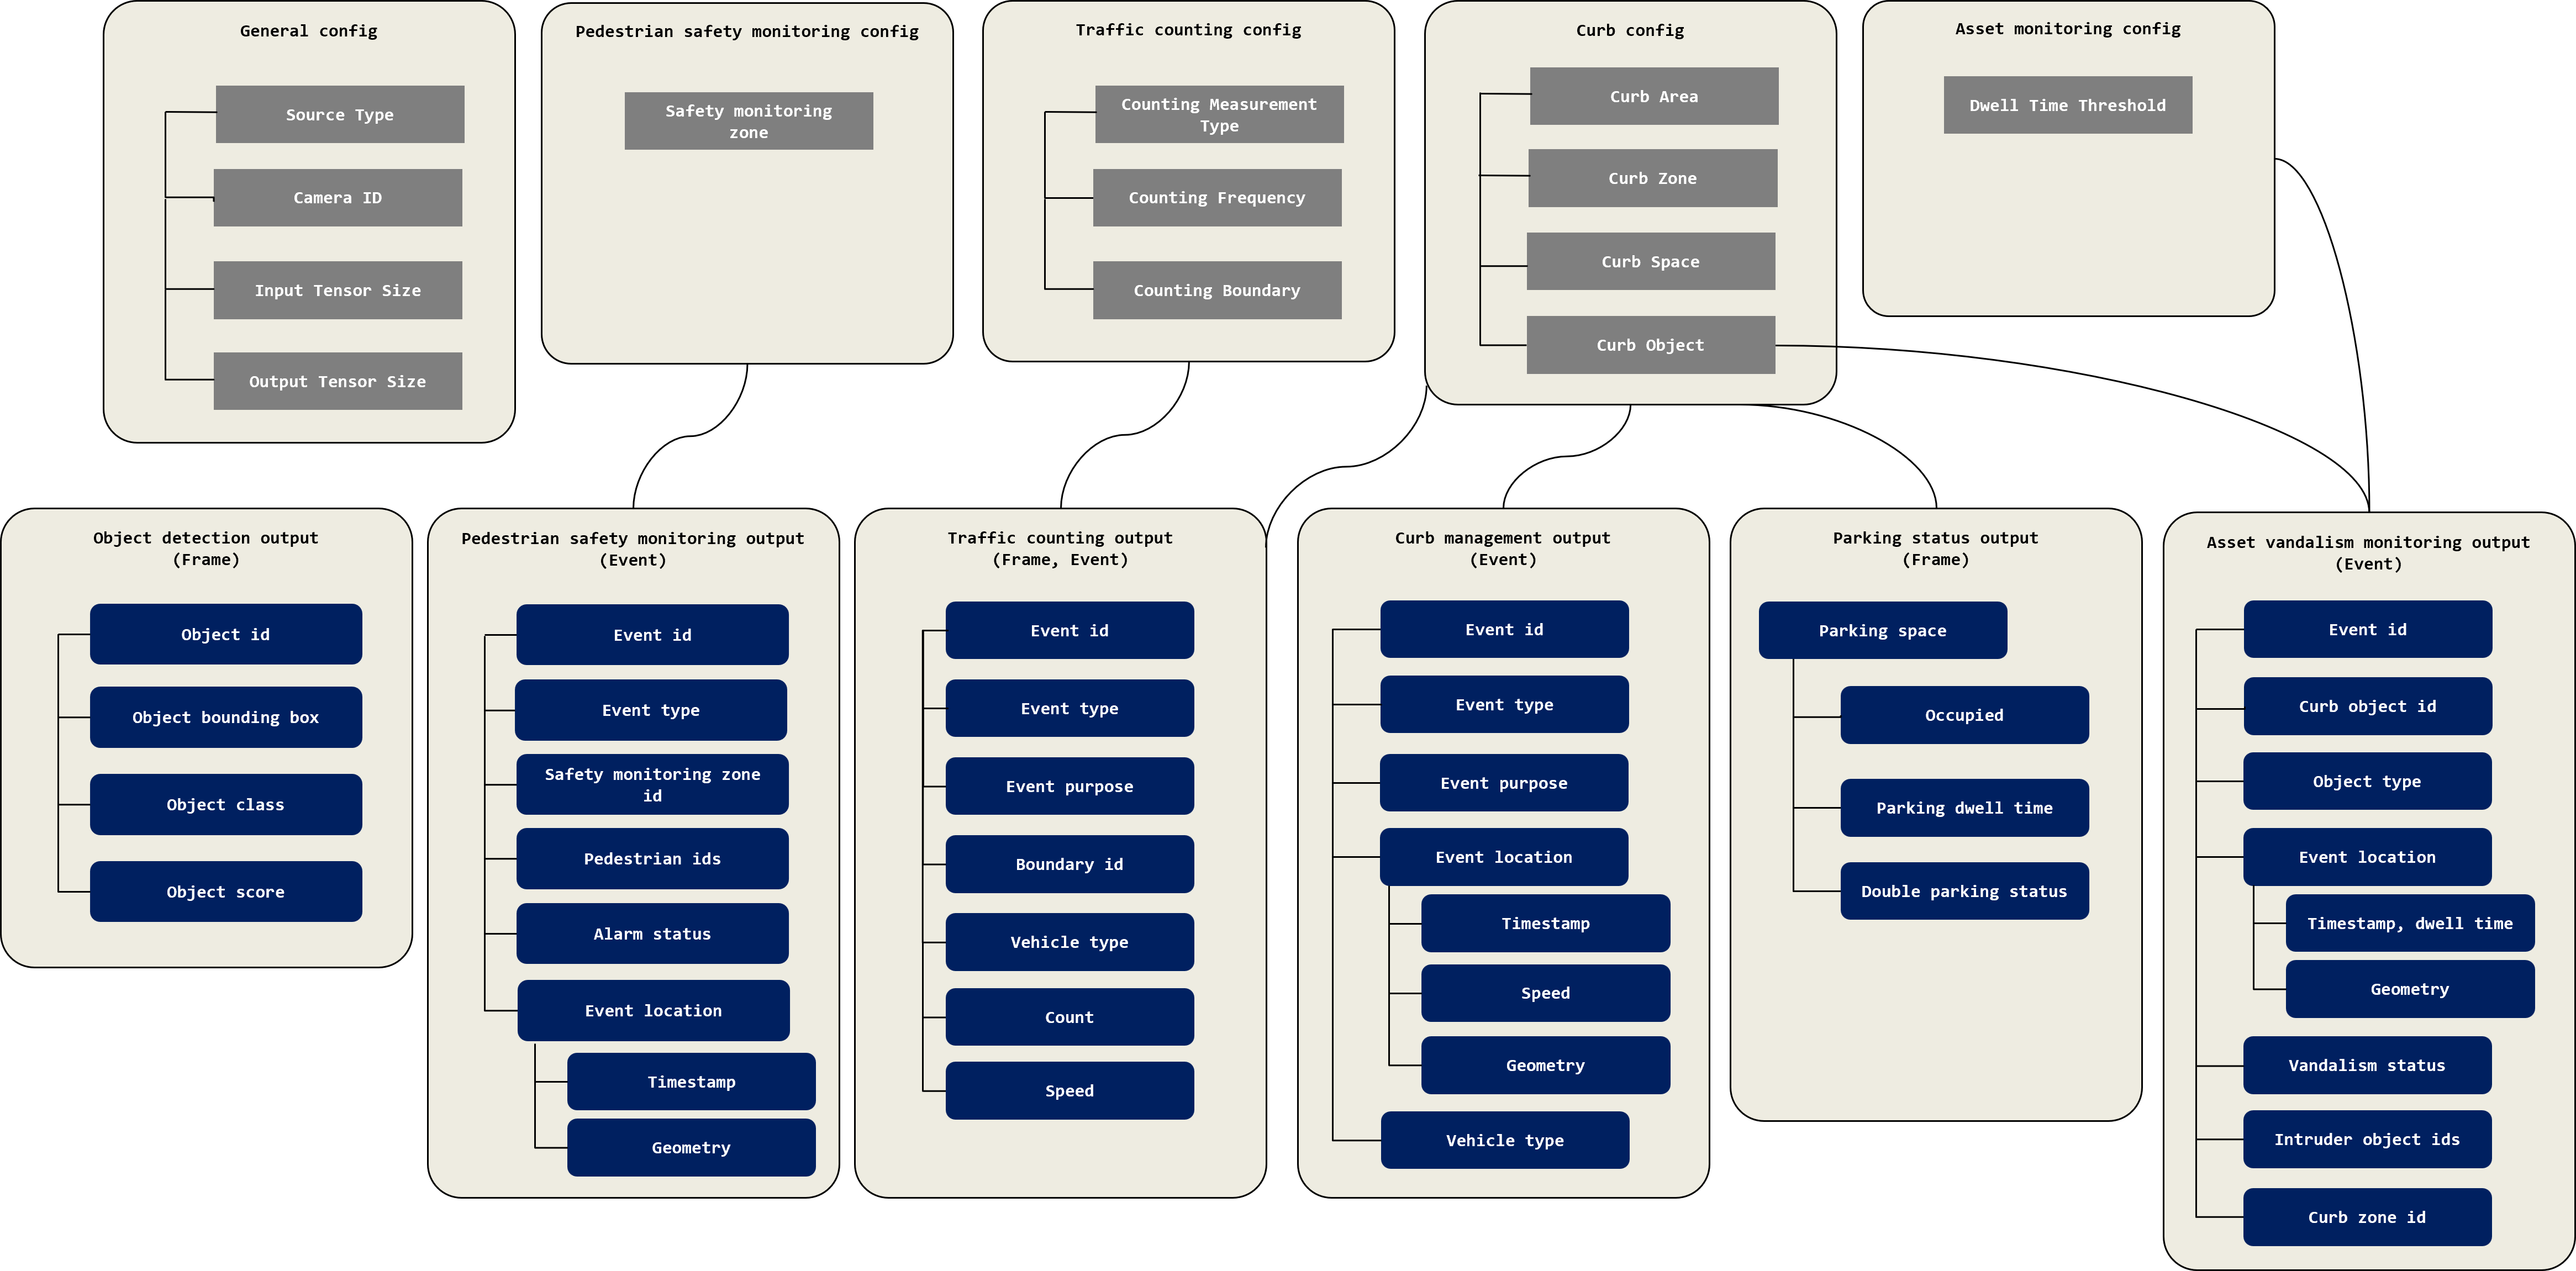 General config
Source Type
Camera ID
Input Tensor Size
Output Tensor Size
Pedestrian safety monitoring config
Safety monitoring
zone
Traffic counting config
Counting Measurement
Type
Counting Frequency
Counting Boundary
Curb config
Curb Area
Curb Zone
Curb Space
Curb Object
Asset monitoring config
Dwell Time Threshold
Object detection output
(Frame)
Object id
Object bounding box
Object class
Object score
Pedestrian safety monitoring output
(Event)
Event id
Event type
Safety monitoring zone
id
Pedestrian ids
Alarm status
Event location
Timestamp
Geometry
Traffic counting output
(Frame, Event)
Event id
Event type
Event purpose
Boundary id
Vehicle type
Count
Speed
Curb management output
(Event)
Event id
Event type
Event purpose
Event location
Timestamp
Speed
Geometry
Vehicle type
Parking status output
(Frame)
Parking space
Occupied
Parking dwell time
Double parking status
Asset vandalism monitoring output
(Event)
Event id
Curb object id
Object type
Event location
Timestamp, dwell time
Geometry
Vandalism status
Intruder object ids
Curb zone id